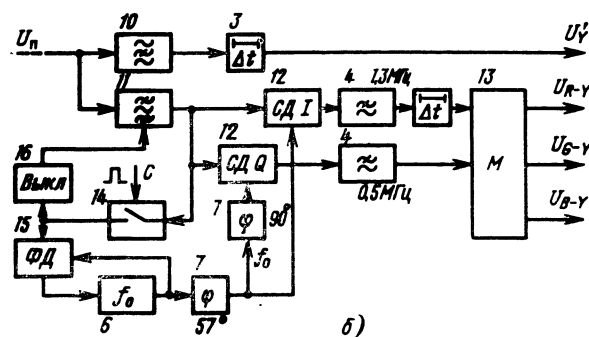 10
3
Uп
Δt
U'Y
11
12
4
1,3МГц
13
СД I
Δt
UR-Y
16
12
4
М
UG-Y
Выкл
С
СД Q
14
0,5МГц
UB-Y
15
7
φ
90°
ФД
7
f₀
f₀
φ
6
57°
б)